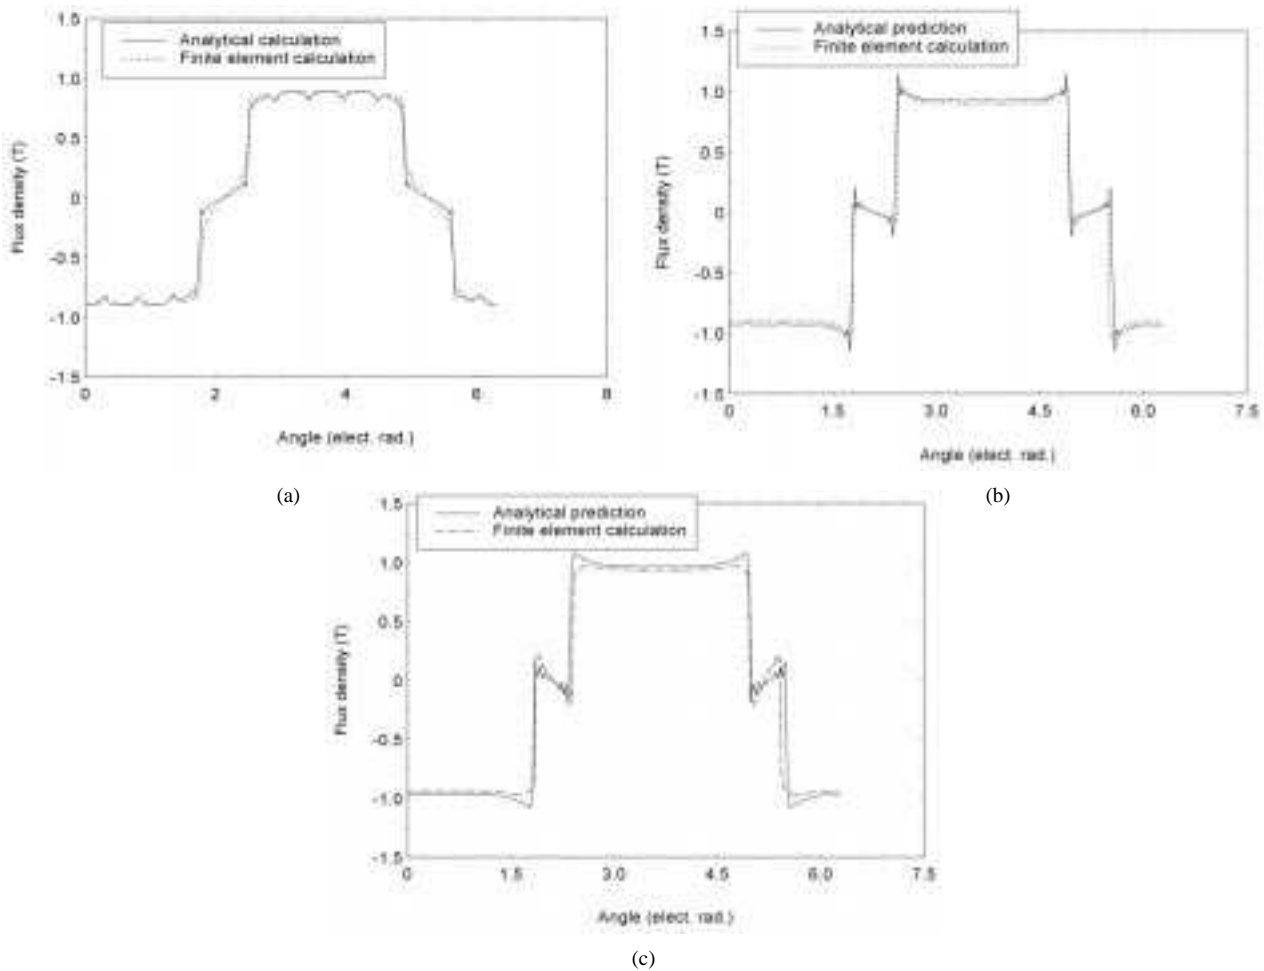 1.5
Analytical calculation
Finite element calculation
1.0
0.5
0
-0.5
-1.0
-1.5
Flux density (T)
0 2 4 6 8
Angle (elect. rad.)
(a)
1.5
Analytical prediction
Finite element calculation
1.0
0.5
0
-0.5
-1.0
-1.5
Flux density (T)
0 1.5 3.0 4.5 6.0 7.5
Angle (elect. rad.)
(b)
1.5
Analytical prediction
Finite element calculation
1.0
0.5
0
-0.5
-1.0
-1.5
Flux density (T)
0 1.5 3.0 4.5 6.0 7.5
Angle (elect. rad.)
(c)